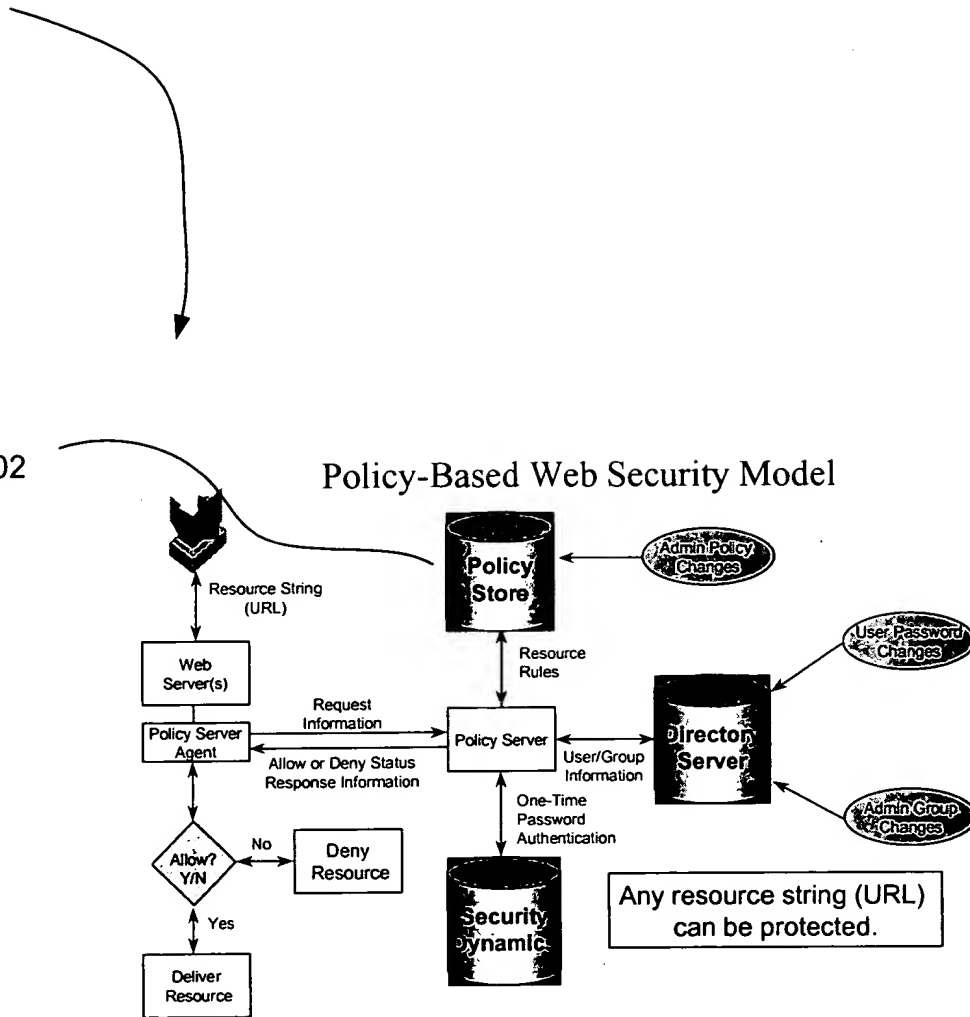 02
Policy-Based Web Security Model
Resource String
(URL)
Web
Server(s)
Policy Server
Agent
Request
Information
Allow or Deny Status
Response Information
Allow?
Y/N
No
Deny
Resource
Yes
Deliver
Resource
Policy
Store
Admin Policy
Changes
Resource
Rules
Policy Server
User/Group
Information
Director
Server
User Password
Changes
Admin Group
Changes
One-Time
Password
Authentication
Security
Dynamic
Any resource string (URL)
can be protected.